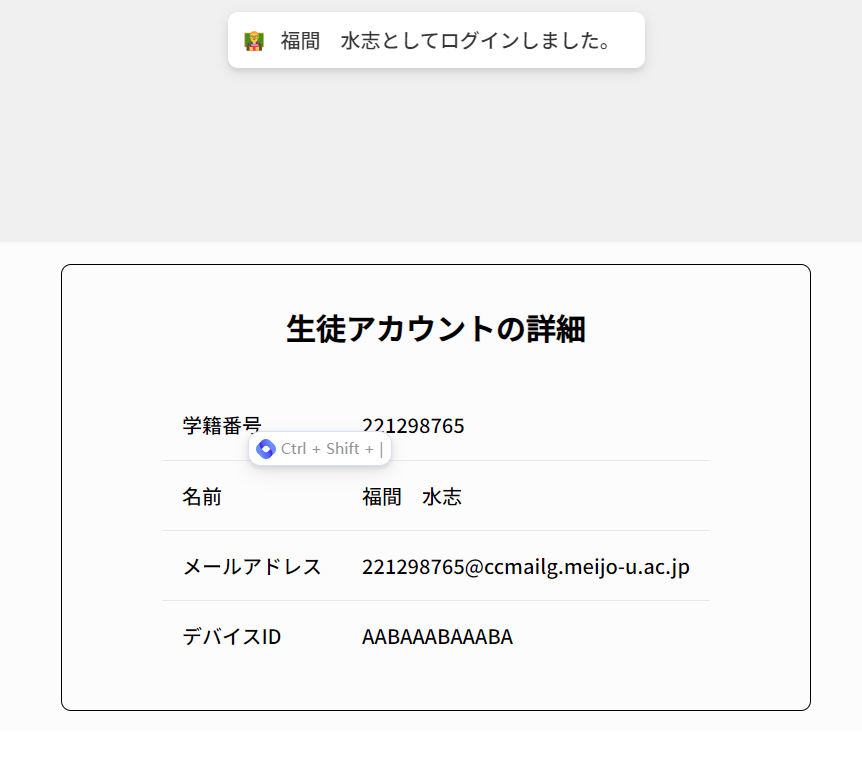 福間　水志としてログインしました。
生徒アカウントの詳細
学籍番号 221298765
Ctrl + Shift + |
名前 福間　水志
メールアドレス 221298765@ccmailg.meijo-u.ac.jp
デバイスID AABAAABAAABA